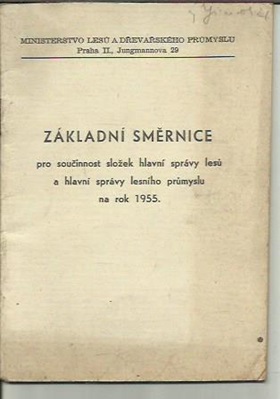 MINISTERSTVO LESŮ A DŘEVAŘSKÉHO PRŮMYSLU
Praha II., Jungmannova 29
ZÁKLADNÍ SMĚRNICE
pro součinnost složek hlavní správy lesů
a hlavní správy lesního průmyslu
na rok 1955.